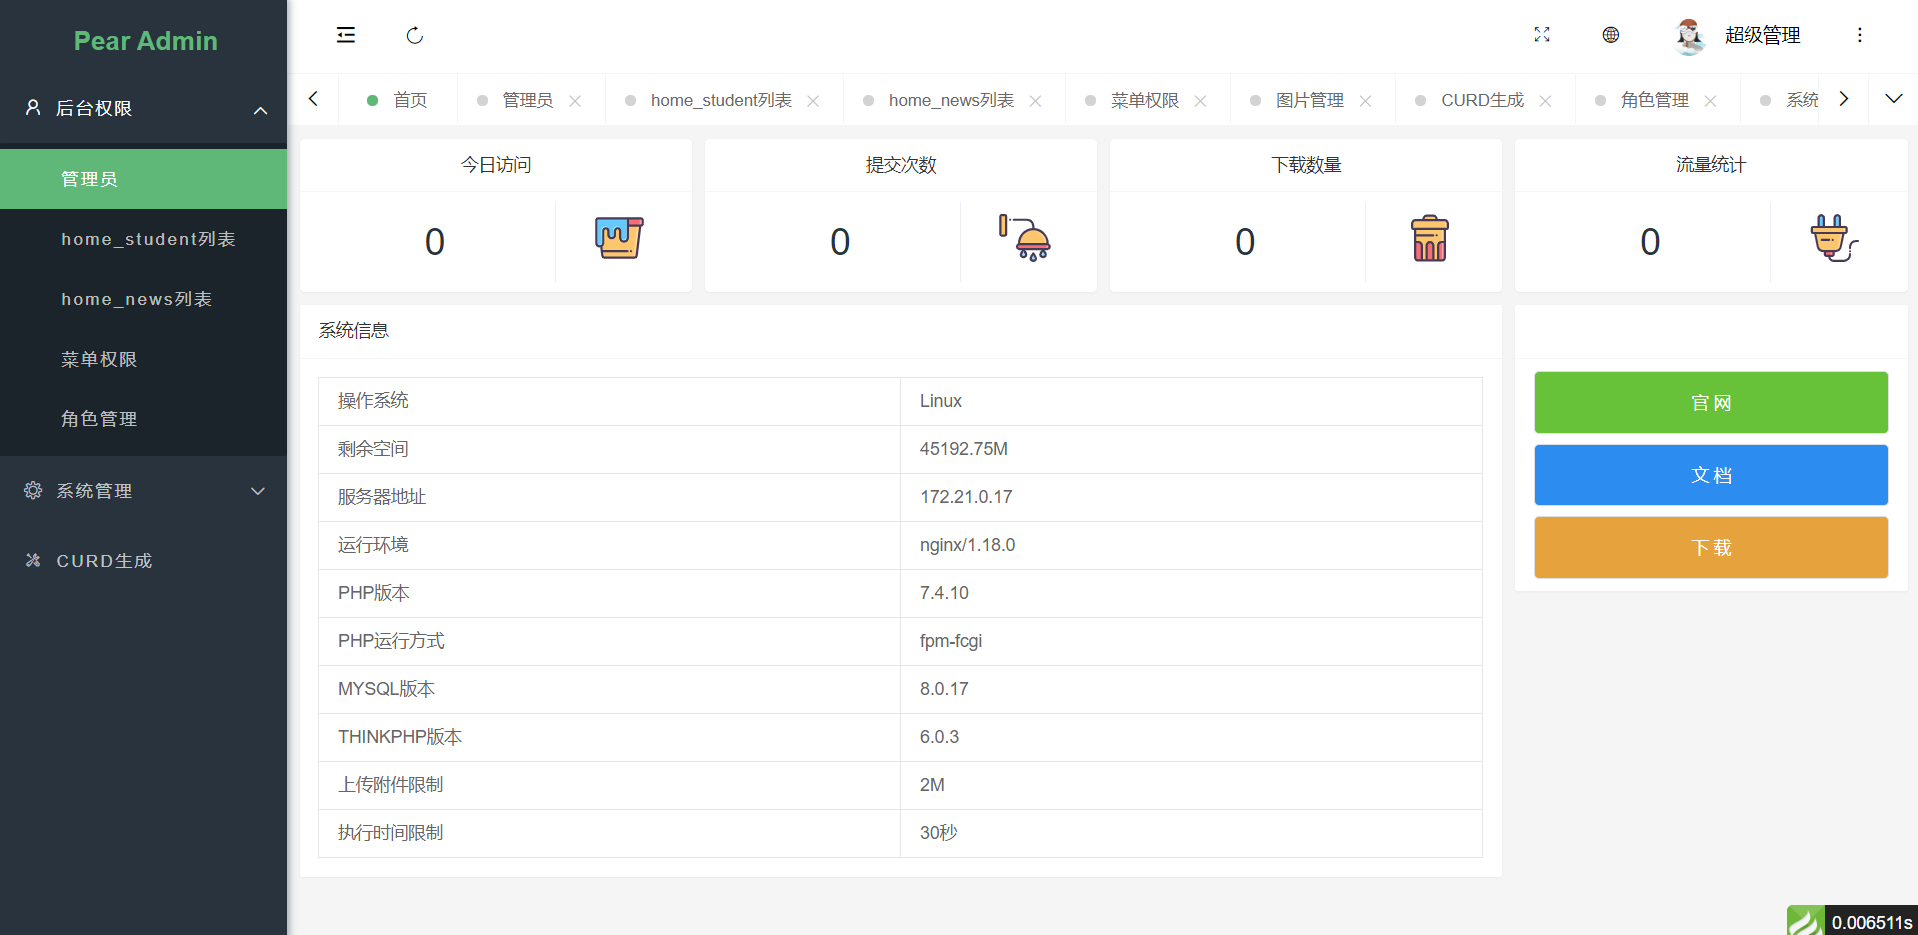 Pear Admin
后台权限
管理员
home_student列表
home_news列表
菜单权限
角色管理
系统管理
CURD生成
超级管理
首页 管理员 home_student列表 home_news列表 菜单权限 图片管理 CURD生成 角色管理 系统
今日访问 提交次数 下载数量 流量统计
0 0 0 0
系统信息
操作系统 Linux
剩余空间 45192.75M
服务器地址 172.21.0.17
运行环境 nginx/1.18.0
PHP版本 7.4.10
PHP运行方式 fpm-fcgi
MYSQL版本 8.0.17
THINKPHP版本 6.0.3
上传附件限制 2M
执行时间限制 30秒
官网
文档
下载
0.006511s